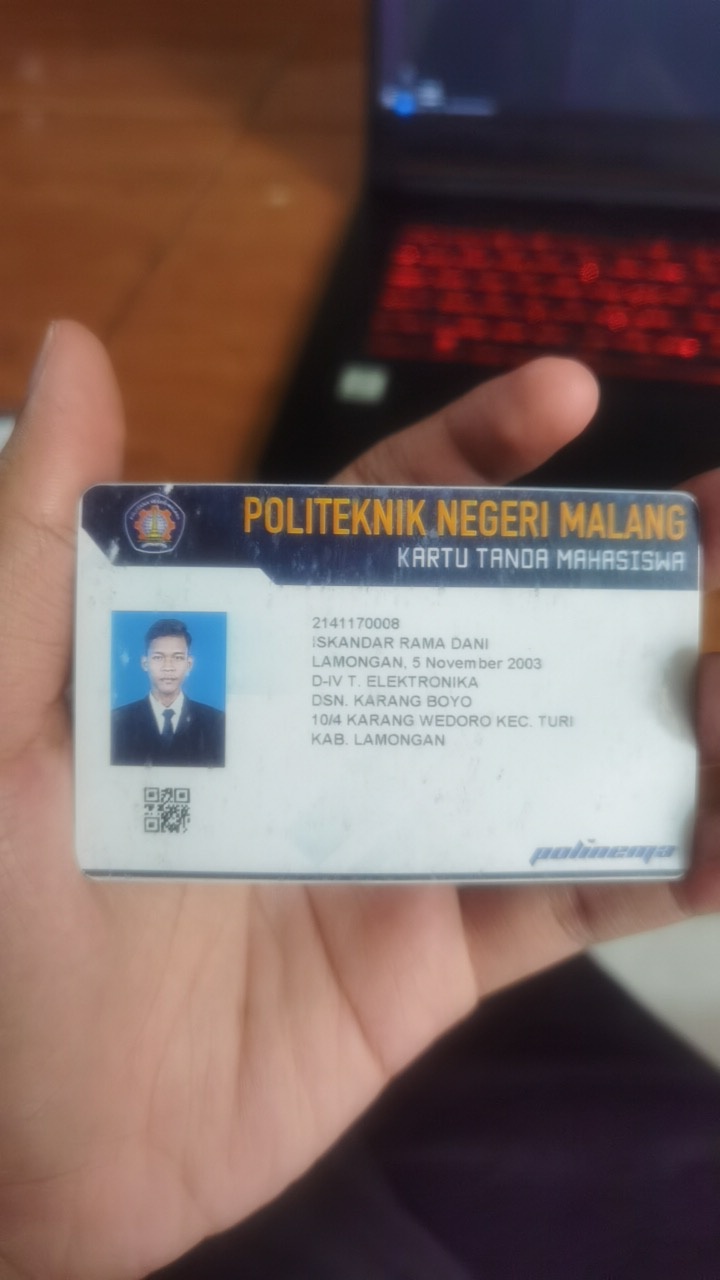 POLITEKNIK NEGERI MALANG
KARTU TANDA MAHASISWA
2141170008
ISKANDAR RAMA DANI
LAMONGAN, 5 November 2003
D-IV T. ELEKTRONIKA
DSN. KARANG BOYO
10/4 KARANG WEDORO KEC. TURI
KAB. LAMONGAN
polinema